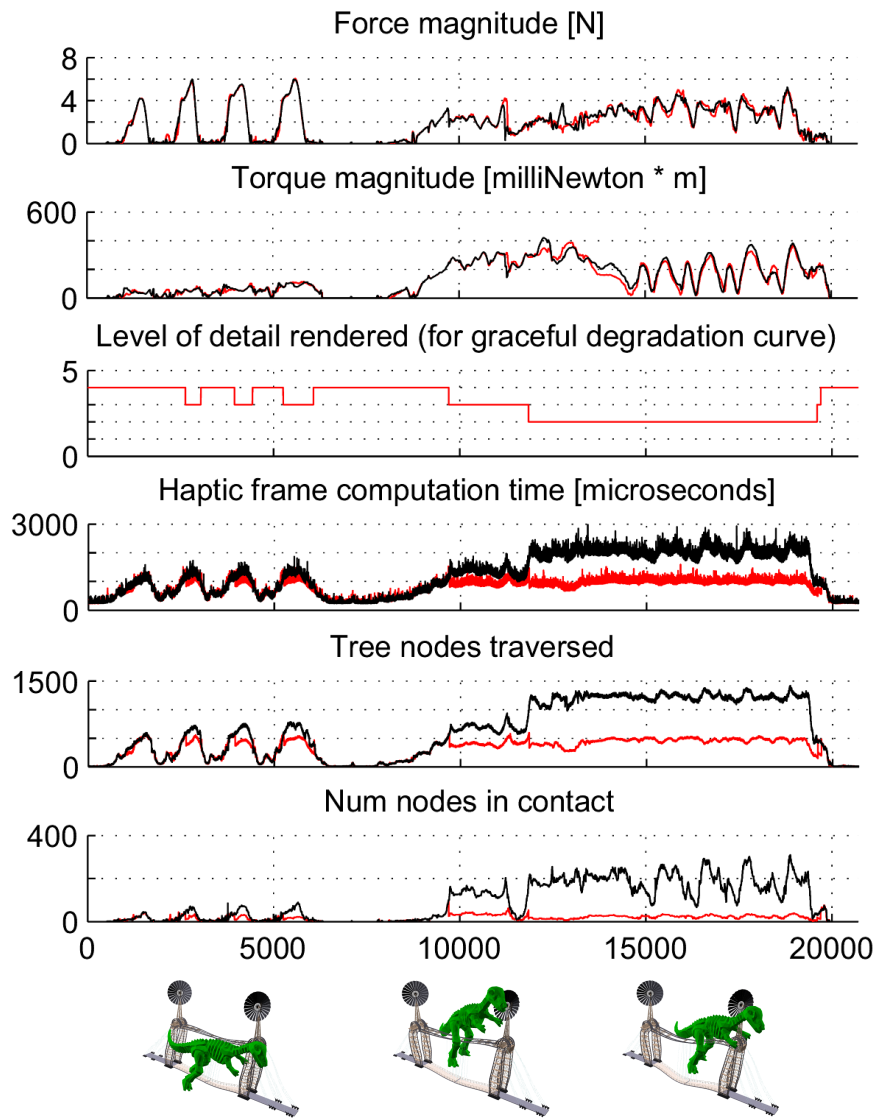 Force magnitude [N]
8
4
0
Torque magnitude [milliNewton * m]
600
0
Level of detail rendered (for graceful degradation curve)
5
0
Haptic frame computation time [microseconds]
3000
0
Tree nodes traversed
1500
0
Num nodes in contact
400
0
0 5000 10000 15000 20000